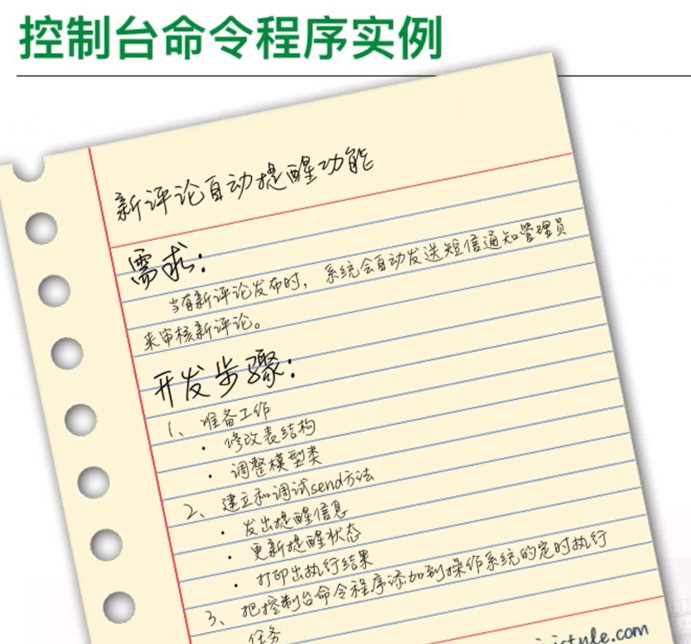 控制台命令程序实例
新评论自动提醒功能
需求:
当有新评论发布时，系统会自动发送短信通知管理员
来审核新评论。
开发步骤:
1、准备工作
· 修改表结构
· 调整模型类
2、建立和调试send方法
· 发出提醒信息
· 更新提醒状态
· 打印出执行结果
3、把控制台命令程序添加到操作系统的定时执行
任务